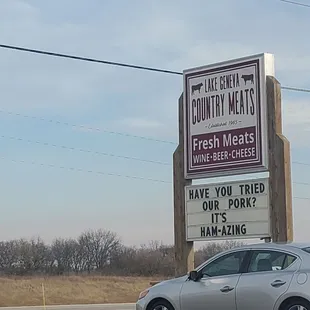 LAKE GENEVA
COUNTRY MEATS
Fresh Meats
WINE•BEER•CHEESE
HAVE YOU TRIED
OUR PORK?
IT'S
HAM-AZING